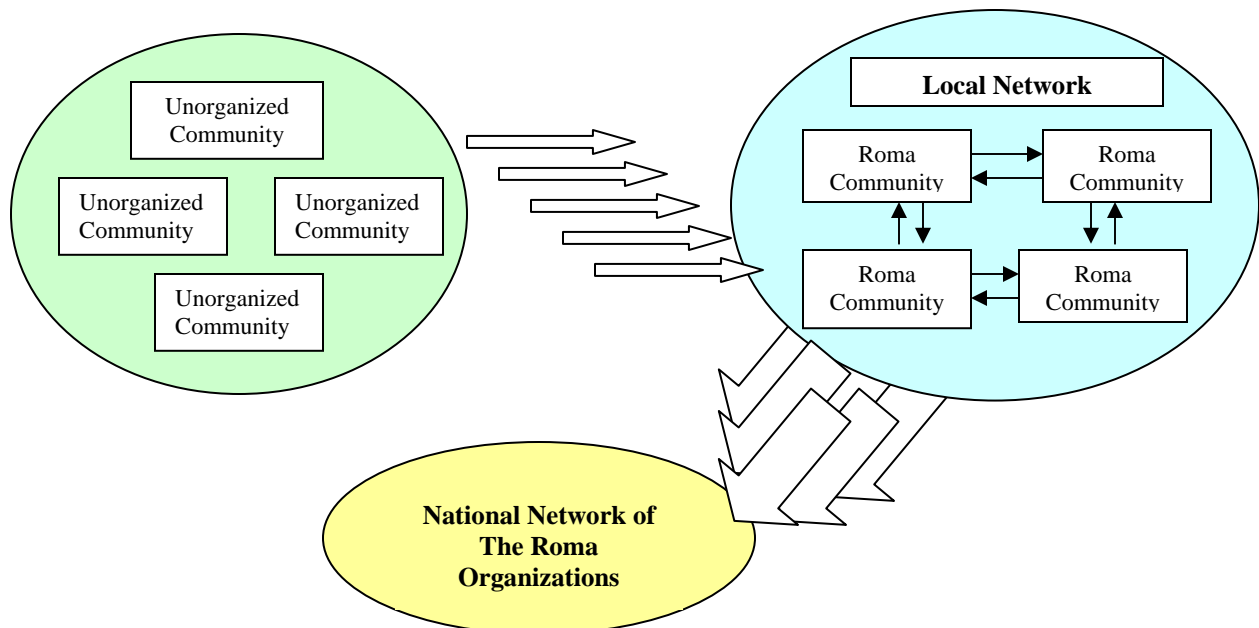 Unorganized
Community
Unorganized
Community
Unorganized
Community
Unorganized
Community
Local Network
Roma
Community
Roma
Community
Roma
Community
Roma
Community
National Network of
The Roma
Organizations